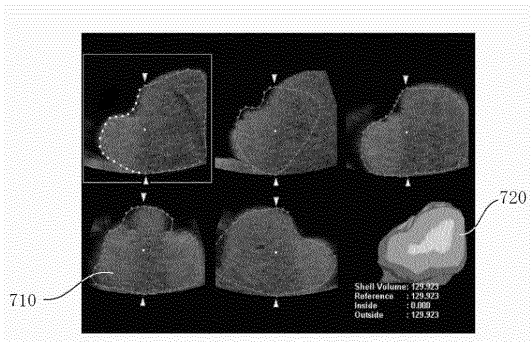 720
710
Shell Volume: 129.923
Reference : 129.923
Inside : 0.000
Outside : 129.923